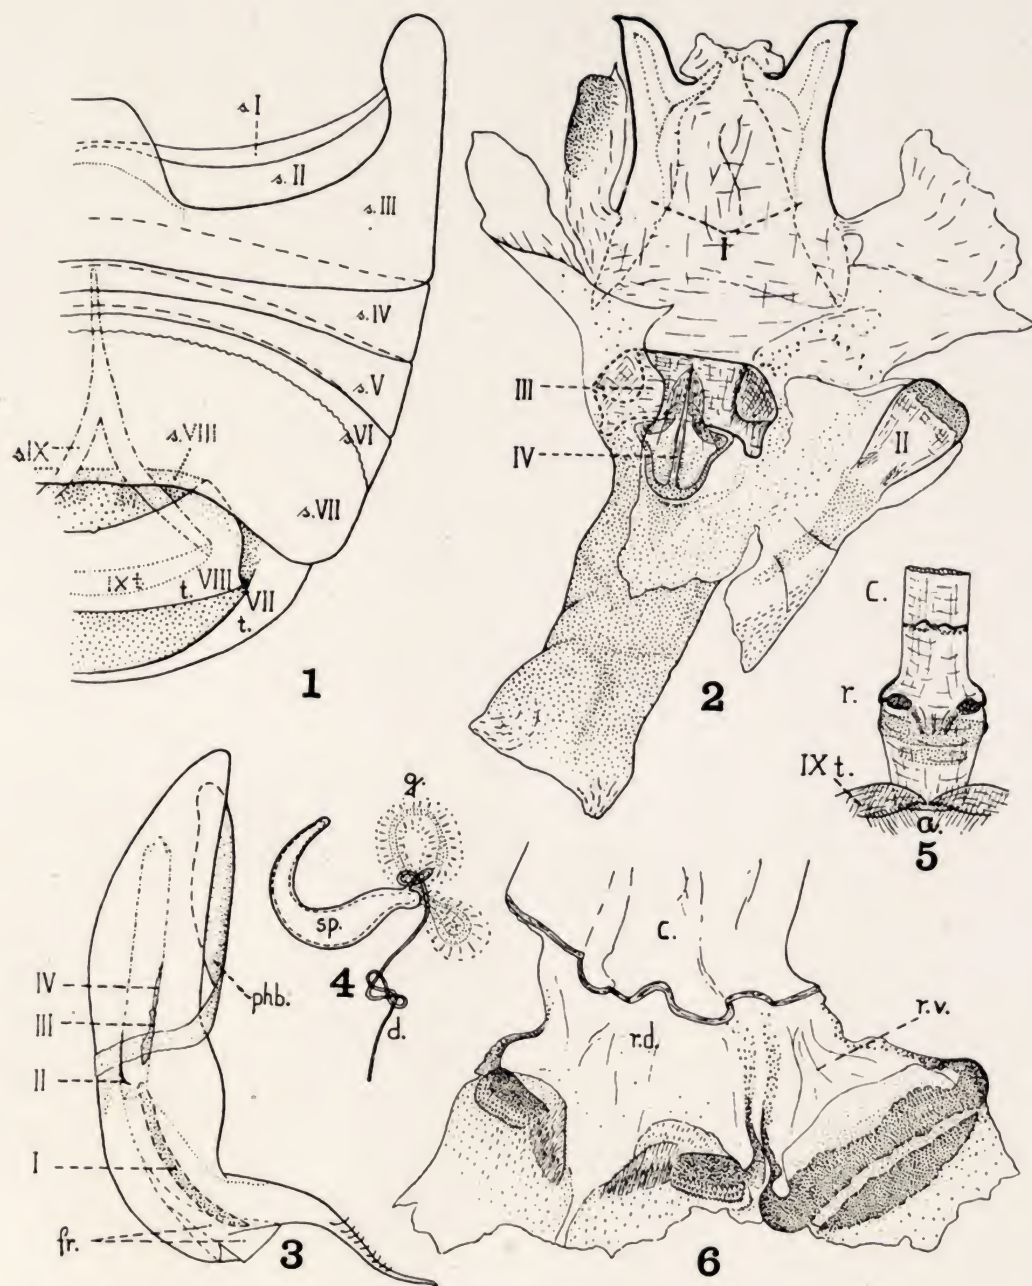 s I
s. II
s. III
s. IV
s. V
s VI
s. VIII
s IX
s. VII
IX t.
t. VIII
VII
t.
1
I
III
IV
II
2
C.
r.
IX t.
a.
5
IV
III
II
I
fr.
phb.
3
g.
sp.
4
d.
C.
r.d.
r.v.
6